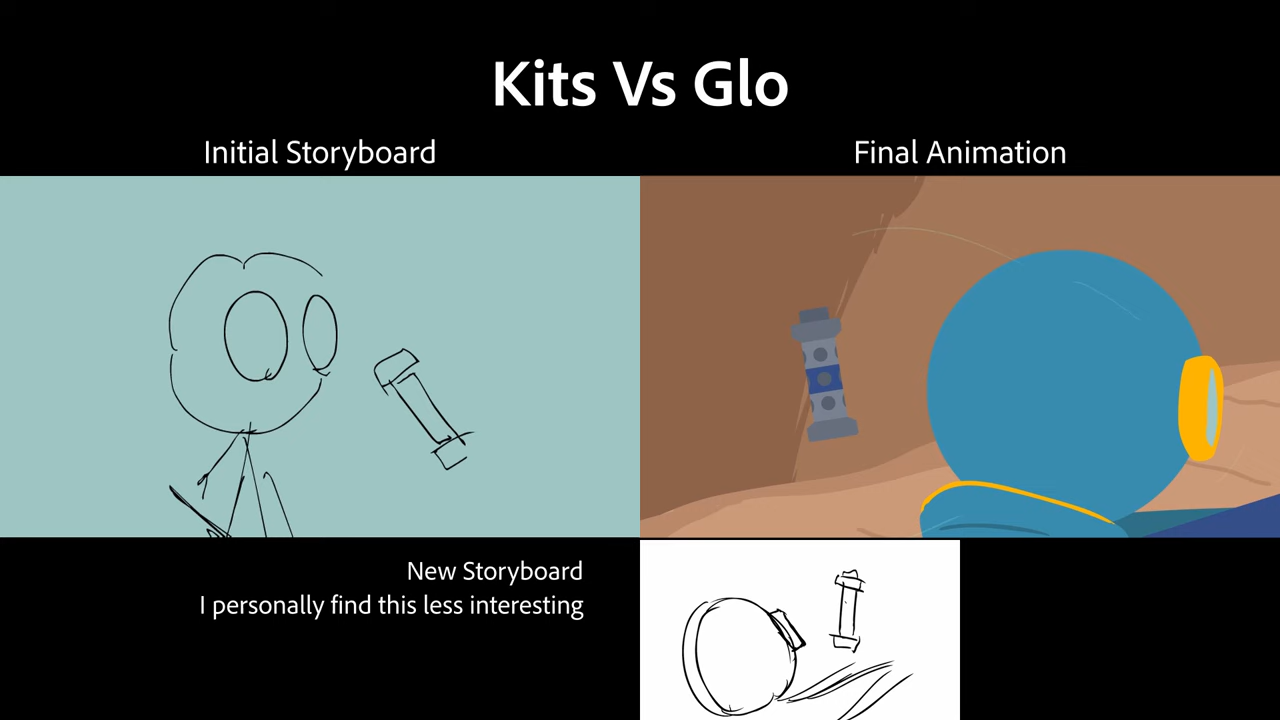 Kits Vs Glo
Initial Storyboard
Final Animation
New Storyboard
I personally find this less interesting